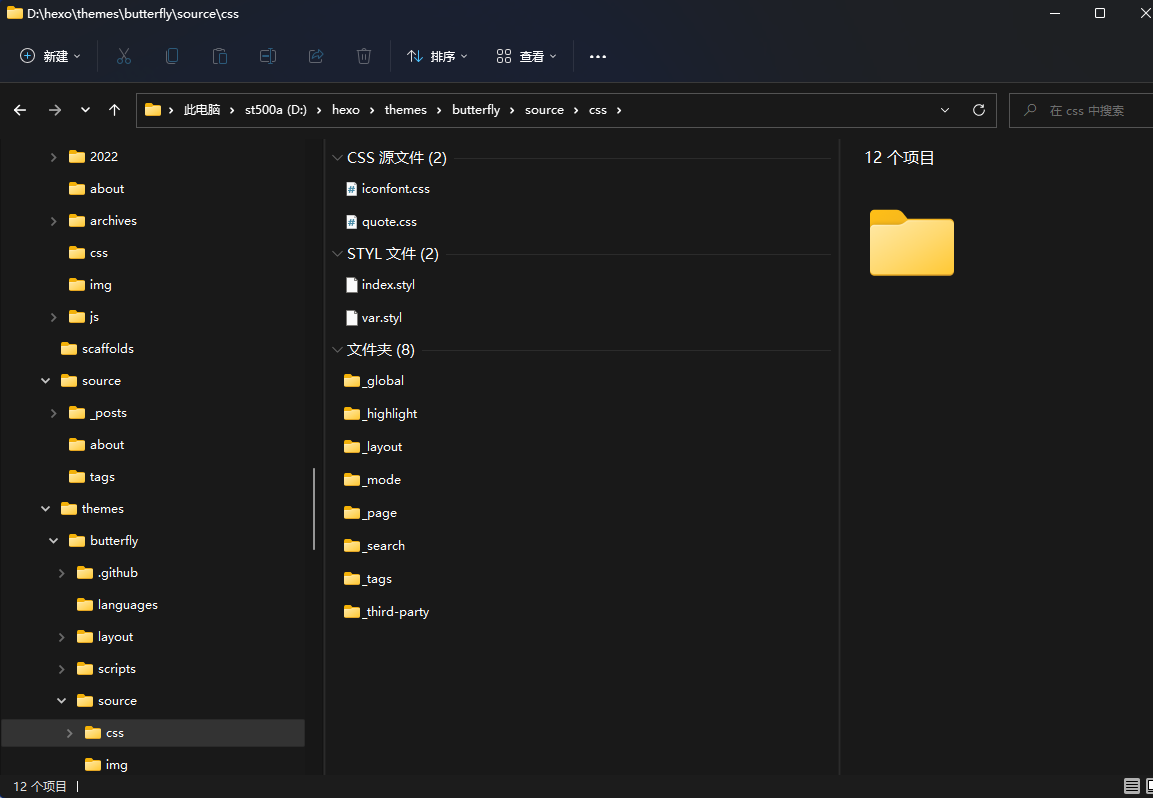 D:\hexo\themes\butterfly\source\css
新建 排序 查看
此电脑 st500a (D:) hexo themes butterfly source css 在 css 中搜索
2022
about
archives
css
img
js
scaffolds
source
_posts
about
tags
themes
butterfly
.github
languages
layout
scripts
source
css
img
CSS 源文件 (2)
iconfont.css
quote.css
STYL 文件 (2)
index.styl
var.styl
文件夹 (8)
_global
_highlight
_layout
_mode
_page
_search
_tags
_third-party
12 个项目
12 个项目